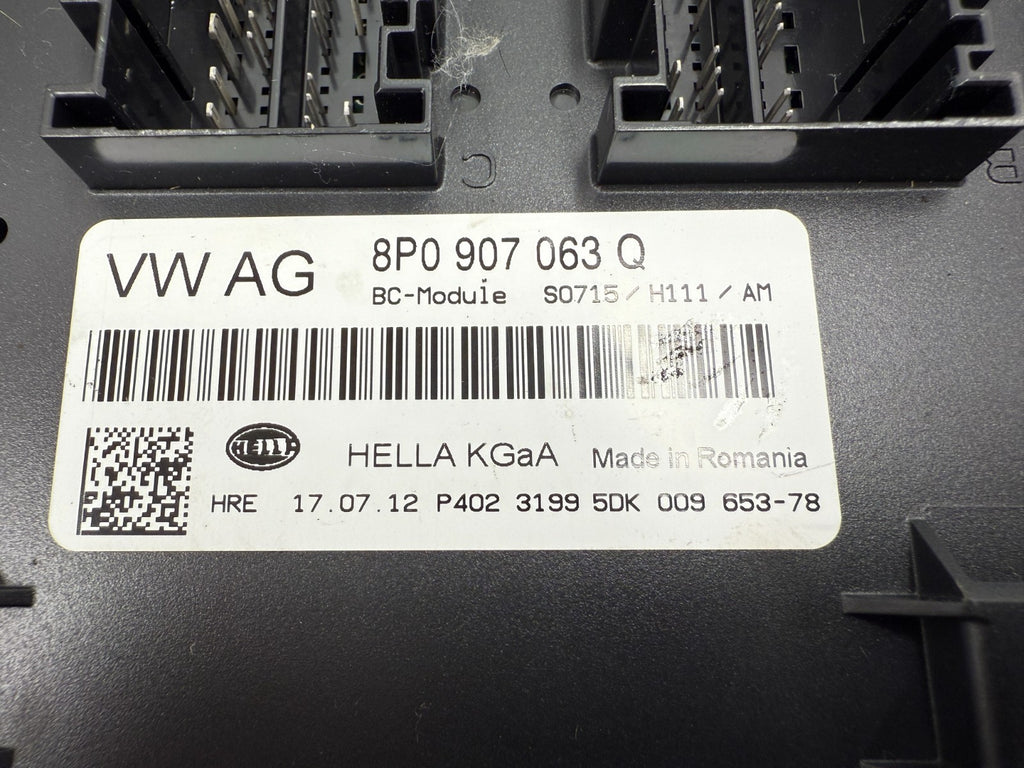 C
B
VW AG
8P0 907 063 Q
BC-Module S0715/H111/AM
HELLA
HELLA KGaA
Made in Romania
HRE 17.07.12 P402 3199 5DK 009 653-78